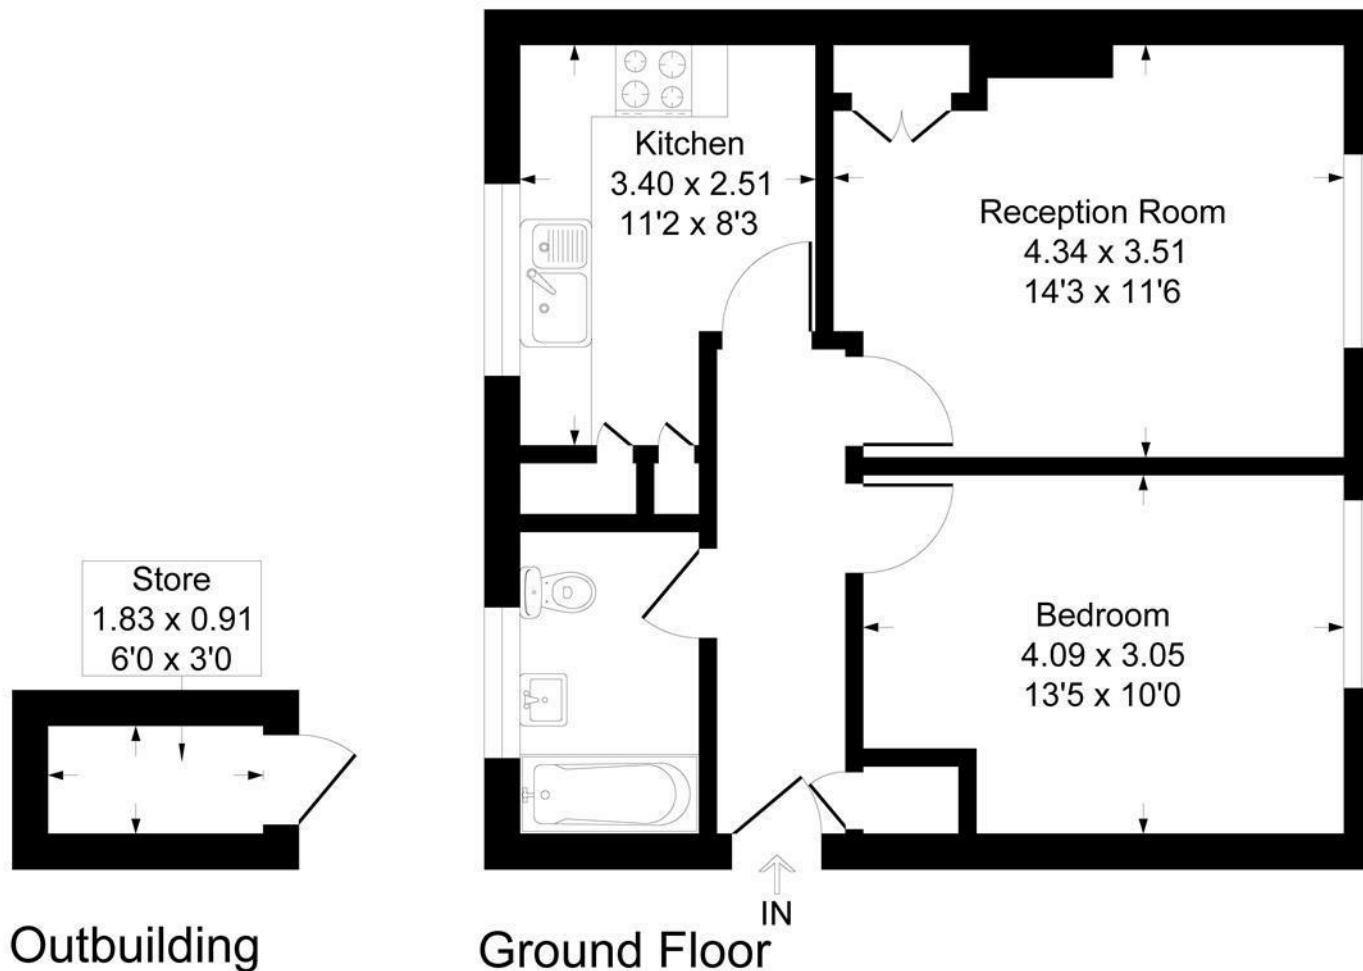 Kitchen
3.40 x 2.51
11'2 x 8'3
Reception Room
4.34 x 3.51
14'3 x 11'6
Store
1.83 x 0.91
6'0 x 3'0
Bedroom
4.09 x 3.05
13'5 x 10'0
IN
Outbuilding
Ground Floor